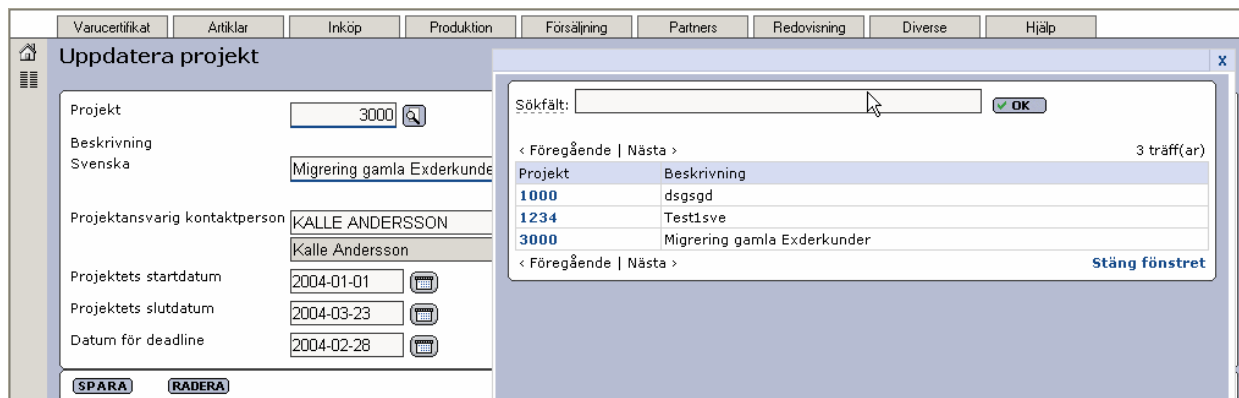 Varucertifikat Artiklar Inköp Produktion Försäljning Partners Redovisning Diverse Hjälp
Uppdatera projekt
x
Projekt 3000
Beskrivning
Svenska Migrering gamla Exderkunde
Projektansvarig kontaktperson KALLE ANDERSSON
Kalle Andersson
Projektets startdatum 2004-01-01
Projektets slutdatum 2004-03-23
Datum för deadline 2004-02-28
SPARA RADERA
Sökfält: OK
‹ Föregående | Nästa › 3 träff(ar)
Projekt Beskrivning
1000 dsgsgd
1234 Test1sve
3000 Migrering gamla Exderkunder
‹ Föregående | Nästa › Stäng fönstret